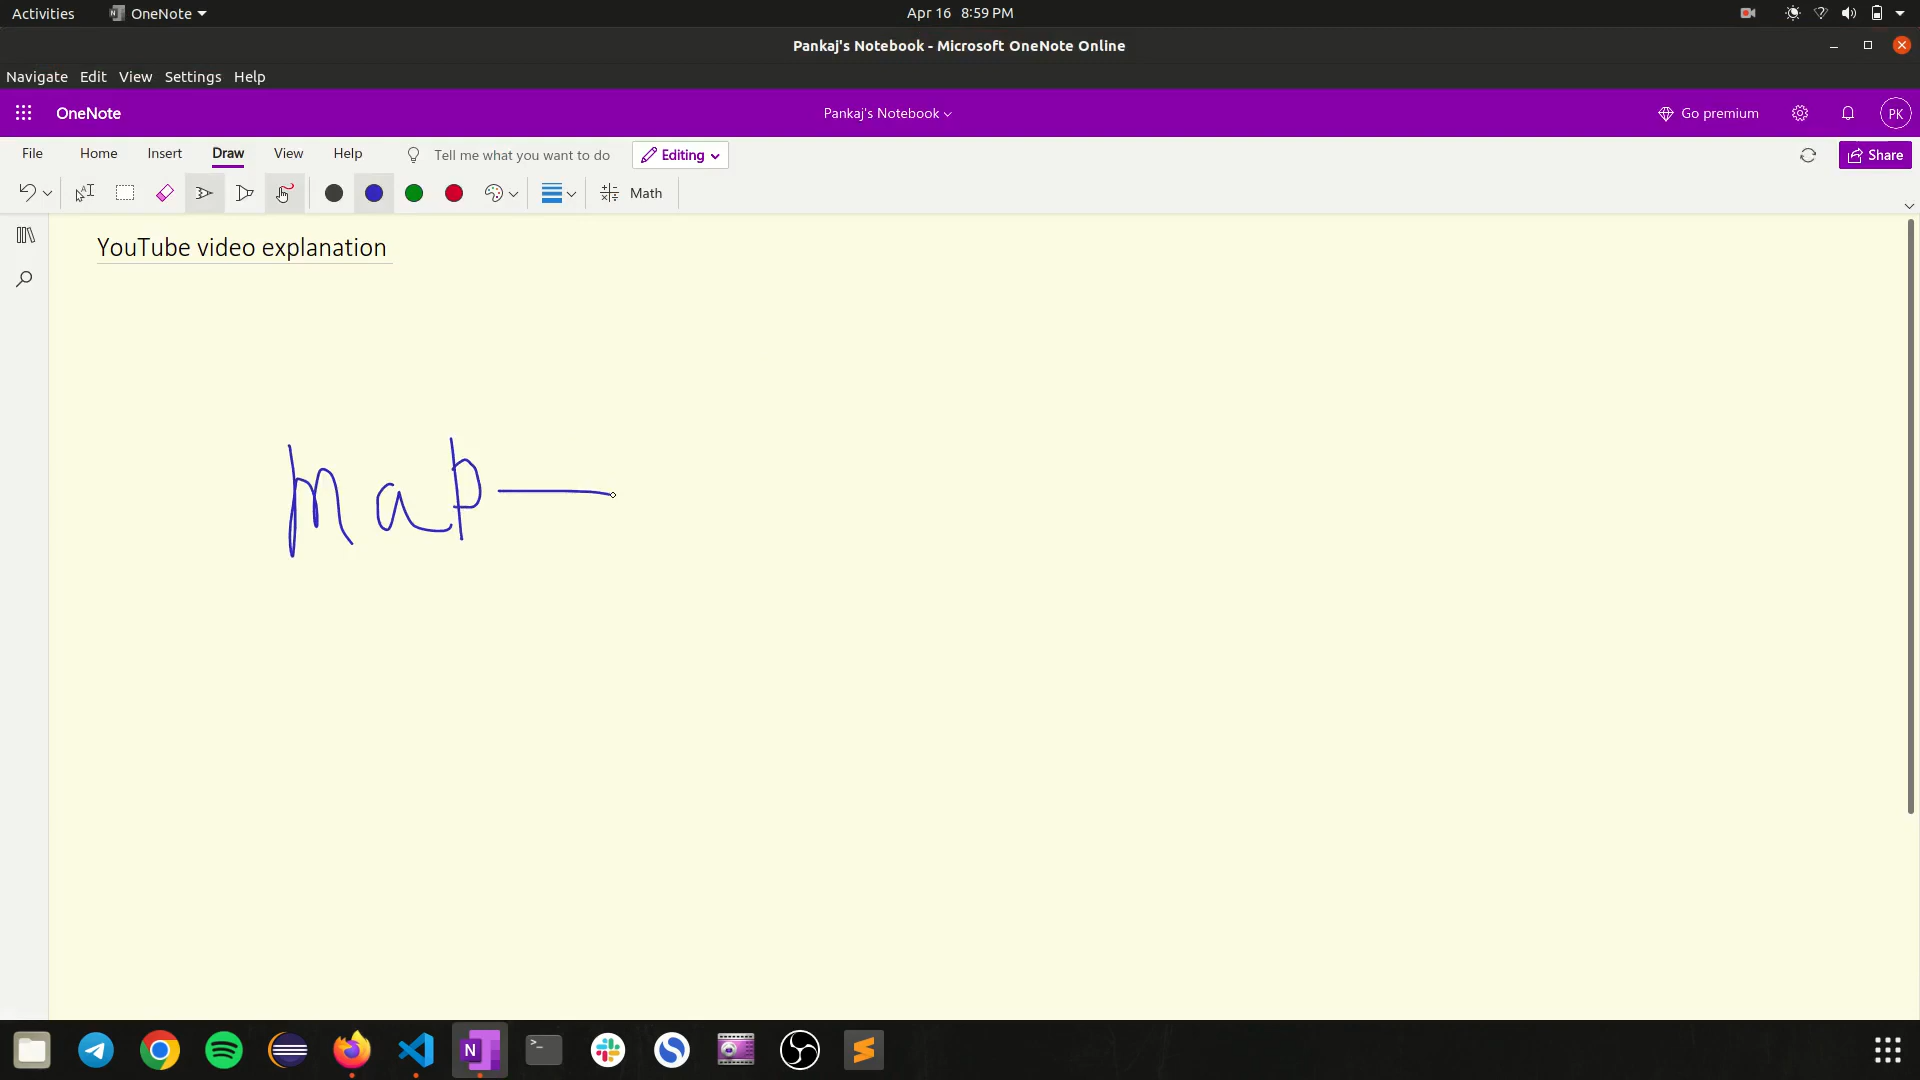 Activities OneNote Apr 16 8:59 PM
Pankaj's Notebook - Microsoft OneNote Online
Navigate Edit View Settings Help
OneNote Pankaj's Notebook Go premium PK
File Home Insert Draw View Help Tell me what you want to do Editing Share
Math
YouTube video explanation
map